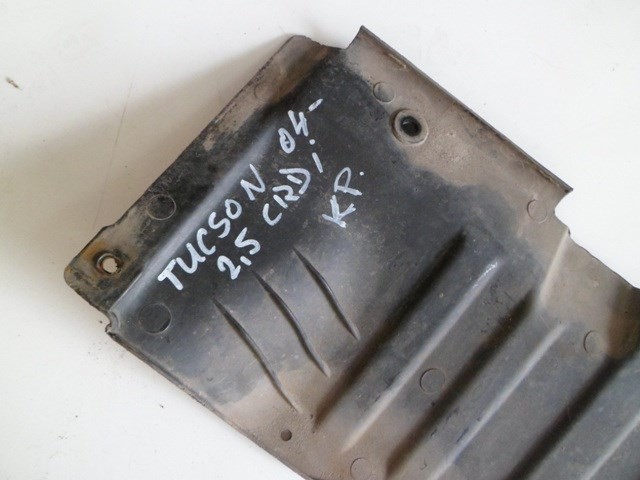 TUCSON 04-
2,5 CRDi
KP.